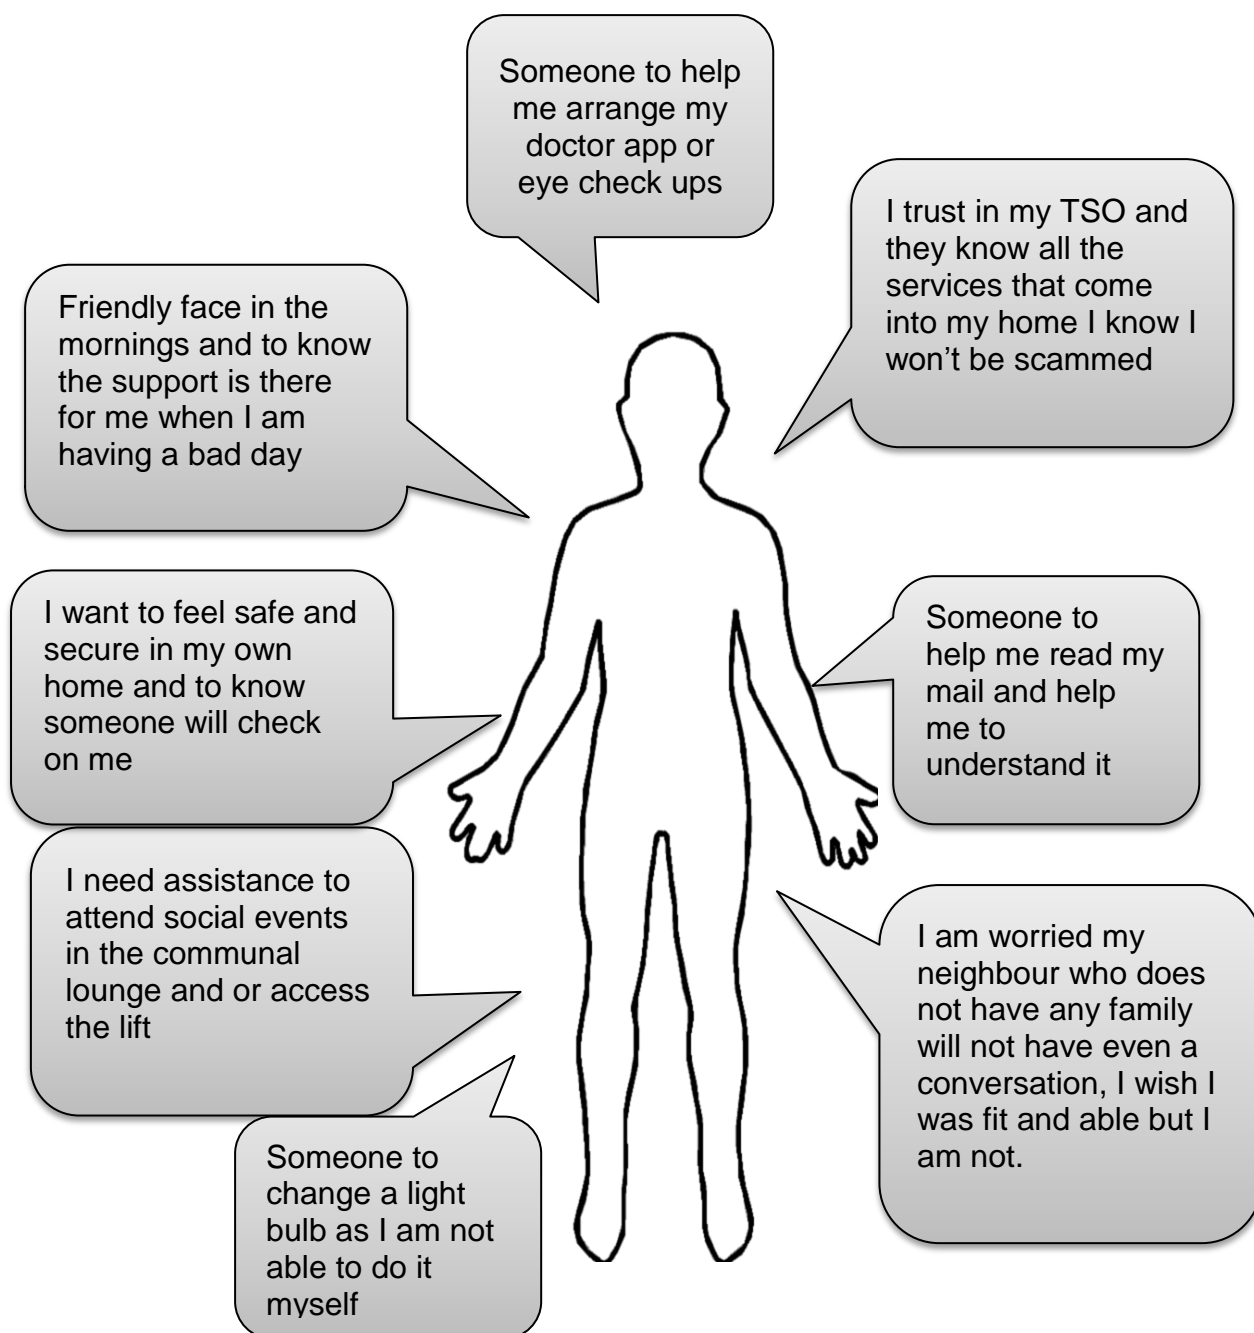 Someone to help
me arrange my
doctor app or
eye check ups
I trust in my TSO and
they know all the
services that come
into my home I know I
won’t be scammed
Friendly face in the
mornings and to know
the support is there
for me when I am
having a bad day
I want to feel safe and
secure in my own
home and to know
someone will check
on me
Someone to
help me read my
mail and help
me to
understand it
I need assistance to
attend social events
in the communal
lounge and or access
the lift
I am worried my
neighbour who does
not have any family
will not have even a
conversation, I wish I
was fit and able but I
am not.
Someone to
change a light
bulb as I am not
able to do it
myself